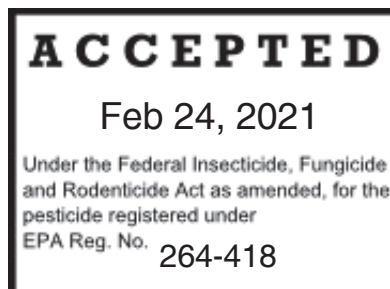 ACCEPTED
Feb 24, 2021
Under the Federal Insecticide, Fungicide
and Rodenticide Act as amended, for the
pesticide registered under
EPA Reg. No. 264-418